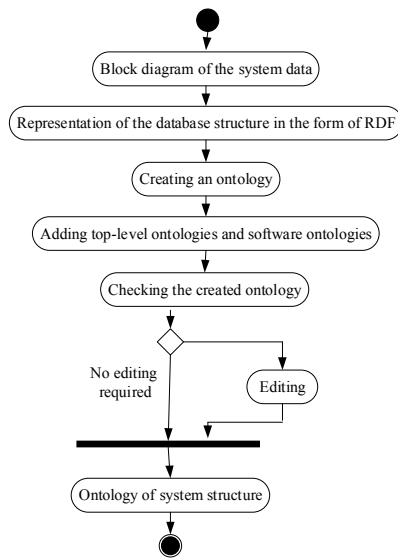 Block diagram of the system data
Representation of the database structure in the form of RDF
Creating an ontology
Adding top-level ontologies and software ontologies
Checking the created ontology
No editing
required
Editing
Ontology of system structure